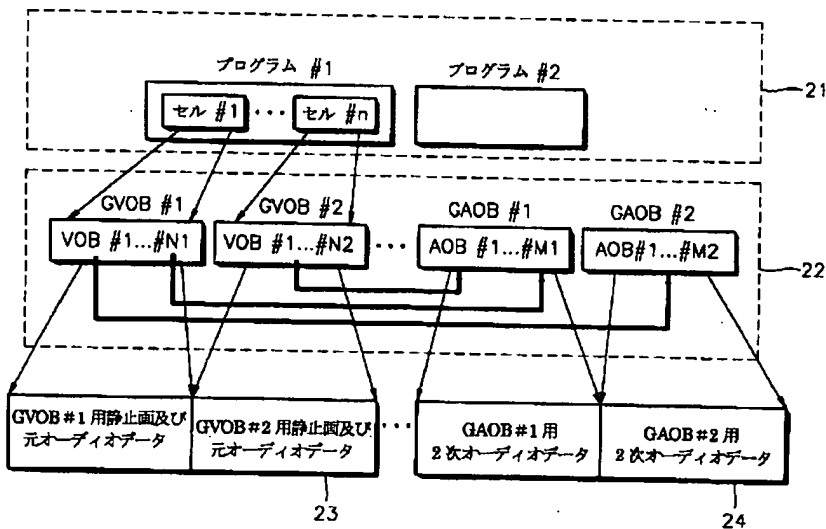 プログラム #1
プログラム #2
21
セル #1
・・・
セル #n
GVOB #1
GVOB #2
GAOB #1
GAOB #2
VOB #1...#N1
VOB #1...#N2
・・・
AOB #1...#M1
AOB#1...#M2
22
GVOB#1用静止画及び
元オーディオデータ
GVOB#2用静止画及び
元オーディオデータ
・・・
GAOB#1用
2次オーディオデータ
GAOB#2用
2次オーディオデータ
23
24